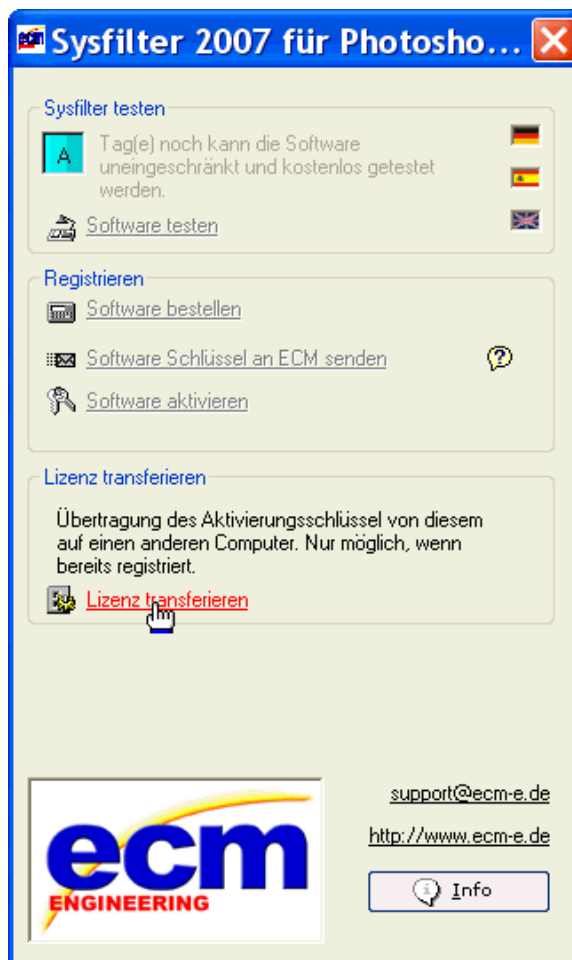 ecm Sysfilter 2007 für Photosho...
Sysfilter testen
A
Tag(e) noch kann die Software
uneingeschränkt und kostenlos getestet
werden.
Software testen
Registrieren
Software bestellen
Software Schlüssel an ECM senden
?
Software aktivieren
Lizenz transferieren
Übertragung des Aktivierungsschlüssel von diesem
auf einen anderen Computer. Nur möglich, wenn
bereits registriert.
Lizenz transferieren
ecm
ENGINEERING
support@ecm-e.de
http://www.ecm-e.de
Info